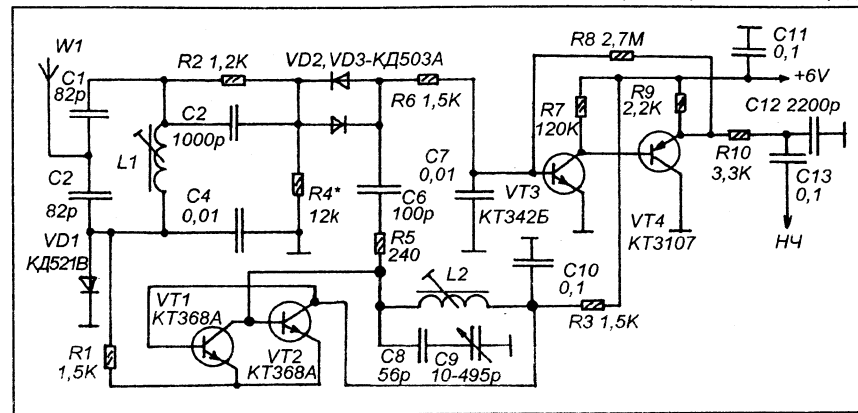 W1
C1
82p
R2 1,2K
VD2, VD3-КД503А
R6 1,5K
R8 2,7M
C11
0,1
+6V
C2
1000p
L1
C2
82p
C4
0,01
R4*
12k
C6
100p
R5
240
C7
0,01
R7
120K
R9
2,2K
C12 2200p
VT3
КТ342Б
VT4
КТ3107
R10
3,3K
C13
0,1
НЧ
VD1
КД521В
VT1
КТ368А
VT2
КТ368А
R1
1,5K
L2
C10
0,1
R3 1,5K
C8
56p
C9
10-495p